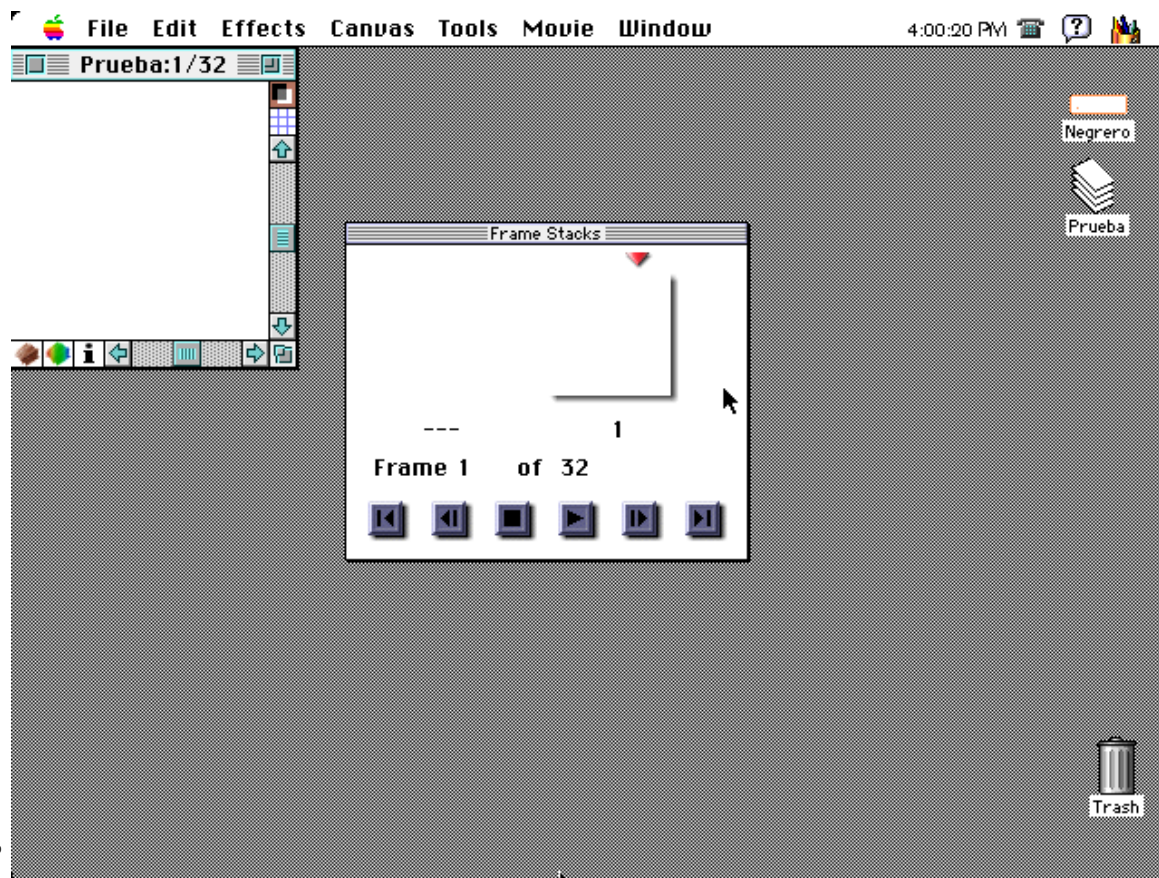 File Edit Effects Canvas Tools Movie Window 4:00:20 PM ?
Prueba:1/32
Negrero
Prueba
Frame Stacks
--- 1
Frame 1 of 32
Trash